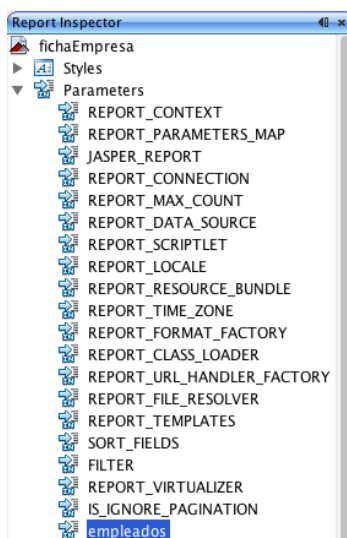 Report Inspector
fichaEmpresa
Styles
Parameters
REPORT_CONTEXT
REPORT_PARAMETERS_MAP
JASPER_REPORT
REPORT_CONNECTION
REPORT_MAX_COUNT
REPORT_DATA_SOURCE
REPORT_SCRIPTLET
REPORT_LOCALE
REPORT_RESOURCE_BUNDLE
REPORT_TIME_ZONE
REPORT_FORMAT_FACTORY
REPORT_CLASS_LOADER
REPORT_URL_HANDLER_FACTORY
REPORT_FILE_RESOLVER
REPORT_TEMPLATES
SORT_FIELDS
FILTER
REPORT_VIRTUALIZER
IS_IGNORE_PAGINATION
empleados